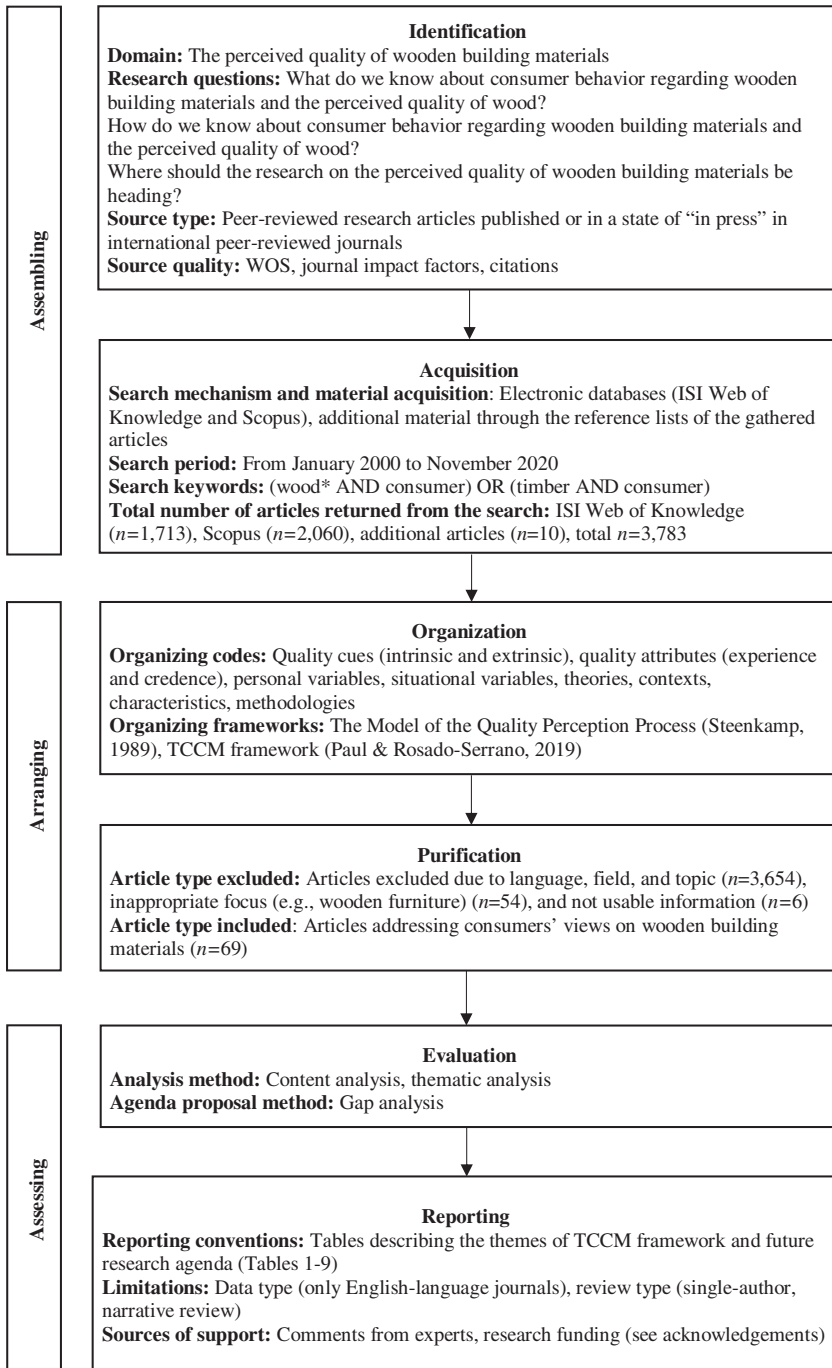 Assembling
Identification
Domain: The perceived quality of wooden building materials
Research questions: What do we know about consumer behavior regarding wooden
building materials and the perceived quality of wood?
How do we know about consumer behavior regarding wooden building materials and
the perceived quality of wood?
Where should the research on the perceived quality of wooden building materials be
heading?
Source type: Peer-reviewed research articles published or in a state of “in press” in
international peer-reviewed journals
Source quality: WOS, journal impact factors, citations
Acquisition
Search mechanism and material acquisition: Electronic databases (ISI Web of
Knowledge and Scopus), additional material through the reference lists of the gathered
articles
Search period: From January 2000 to November 2020
Search keywords: (wood* AND consumer) OR (timber AND consumer)
Total number of articles returned from the search: ISI Web of Knowledge
(n=1,713), Scopus (n=2,060), additional articles (n=10), total n=3,783
Arranging
Organization
Organizing codes: Quality cues (intrinsic and extrinsic), quality attributes (experience
and credence), personal variables, situational variables, theories, contexts,
characteristics, methodologies
Organizing frameworks: The Model of the Quality Perception Process (Steenkamp,
1989), TCCM framework (Paul & Rosado-Serrano, 2019)
Purification
Article type excluded: Articles excluded due to language, field, and topic (n=3,654),
inappropriate focus (e.g., wooden furniture) (n=54), and not usable information (n=6)
Article type included: Articles addressing consumers’ views on wooden building
materials (n=69)
Assessing
Evaluation
Analysis method: Content analysis, thematic analysis
Agenda proposal method: Gap analysis
Reporting
Reporting conventions: Tables describing the themes of TCCM framework and future
research agenda (Tables 1-9)
Limitations: Data type (only English-language journals), review type (single-author,
narrative review)
Sources of support: Comments from experts, research funding (see acknowledgements)